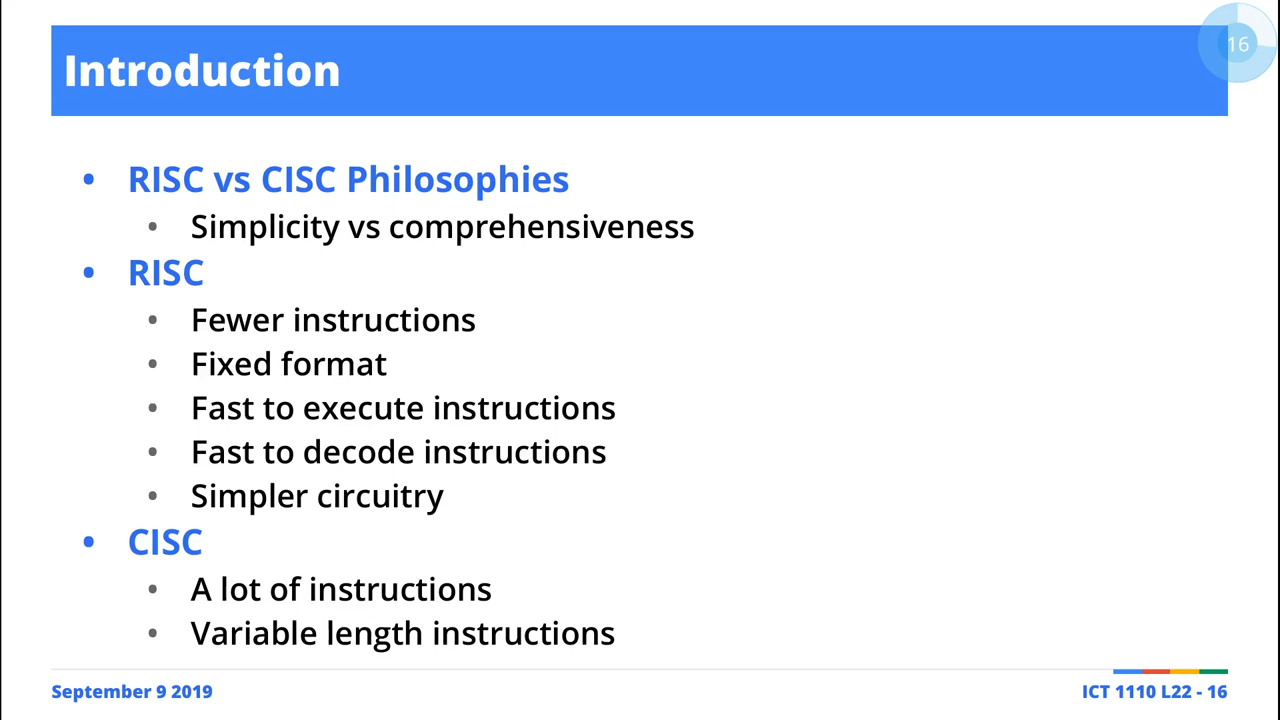 Introduction
16
• RISC vs CISC Philosophies
• Simplicity vs comprehensiveness
• RISC
• Fewer instructions
• Fixed format
• Fast to execute instructions
• Fast to decode instructions
• Simpler circuitry
• CISC
• A lot of instructions
• Variable length instructions
September 9 2019
ICT 1110 L22 - 16